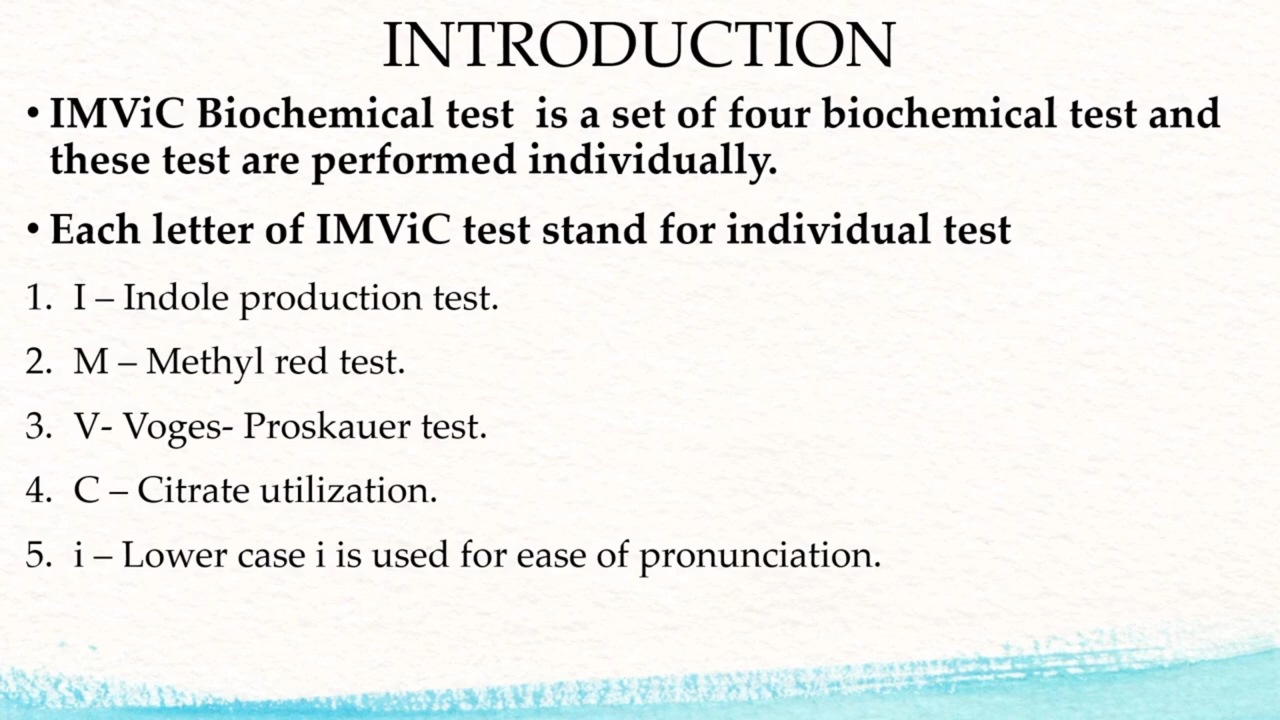 INTRODUCTION
• IMViC Biochemical test  is a set of four biochemical test and
these test are performed individually.
• Each letter of IMViC test stand for individual test
1. I – Indole production test.
2. M – Methyl red test.
3. V- Voges- Proskauer test.
4. C – Citrate utilization.
5. i – Lower case i is used for ease of pronunciation.